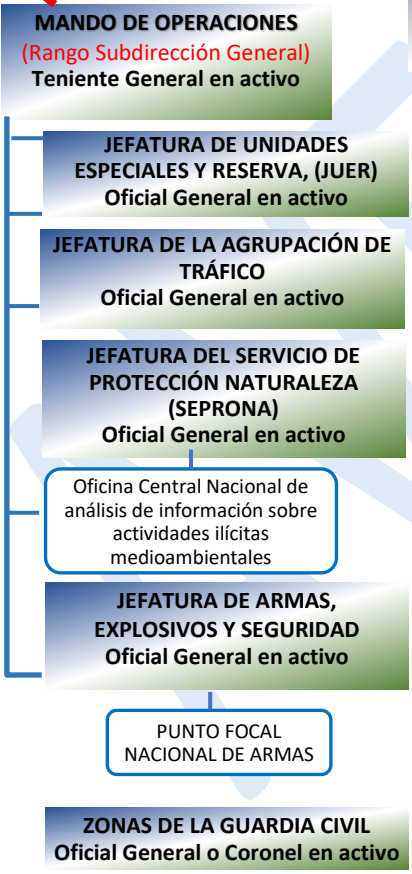 MANDO DE OPERACIONES
(Rango Subdirección General)
Teniente General en activo
JEFATURA DE UNIDADES
ESPECIALES Y RESERVA, (JUER)
Oficial General en activo
JEFATURA DE LA AGRUPACIÓN DE
TRÁFICO
Oficial General en activo
JEFATURA DEL SERVICIO DE
PROTECCIÓN NATURALEZA
(SEPRONA)
Oficial General en activo
Oficina Central Nacional de
análisis de información sobre
actividades ilícitas
medioambientales
JEFATURA DE ARMAS,
EXPLOSIVOS Y SEGURIDAD
Oficial General en activo
PUNTO FOCAL
NACIONAL DE ARMAS
ZONAS DE LA GUARDIA CIVIL
Oficial General o Coronel en activo